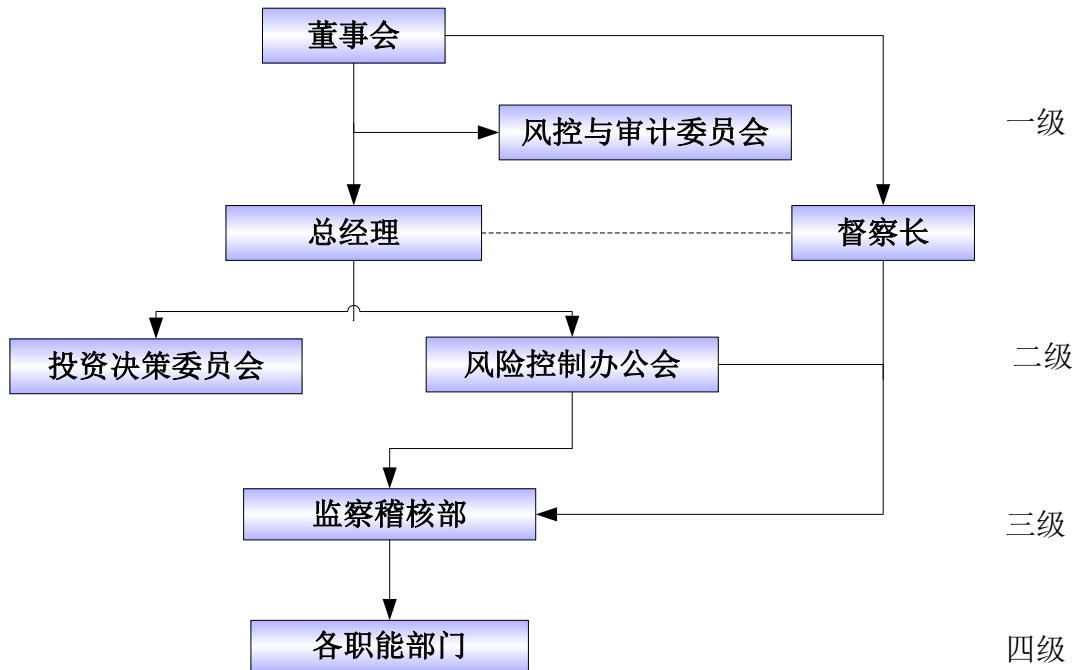 董事会
风控与审计委员会
一级
总经理
督察长
投资决策委员会
风险控制办公会
二级
监察稽核部
三级
各职能部门
四级